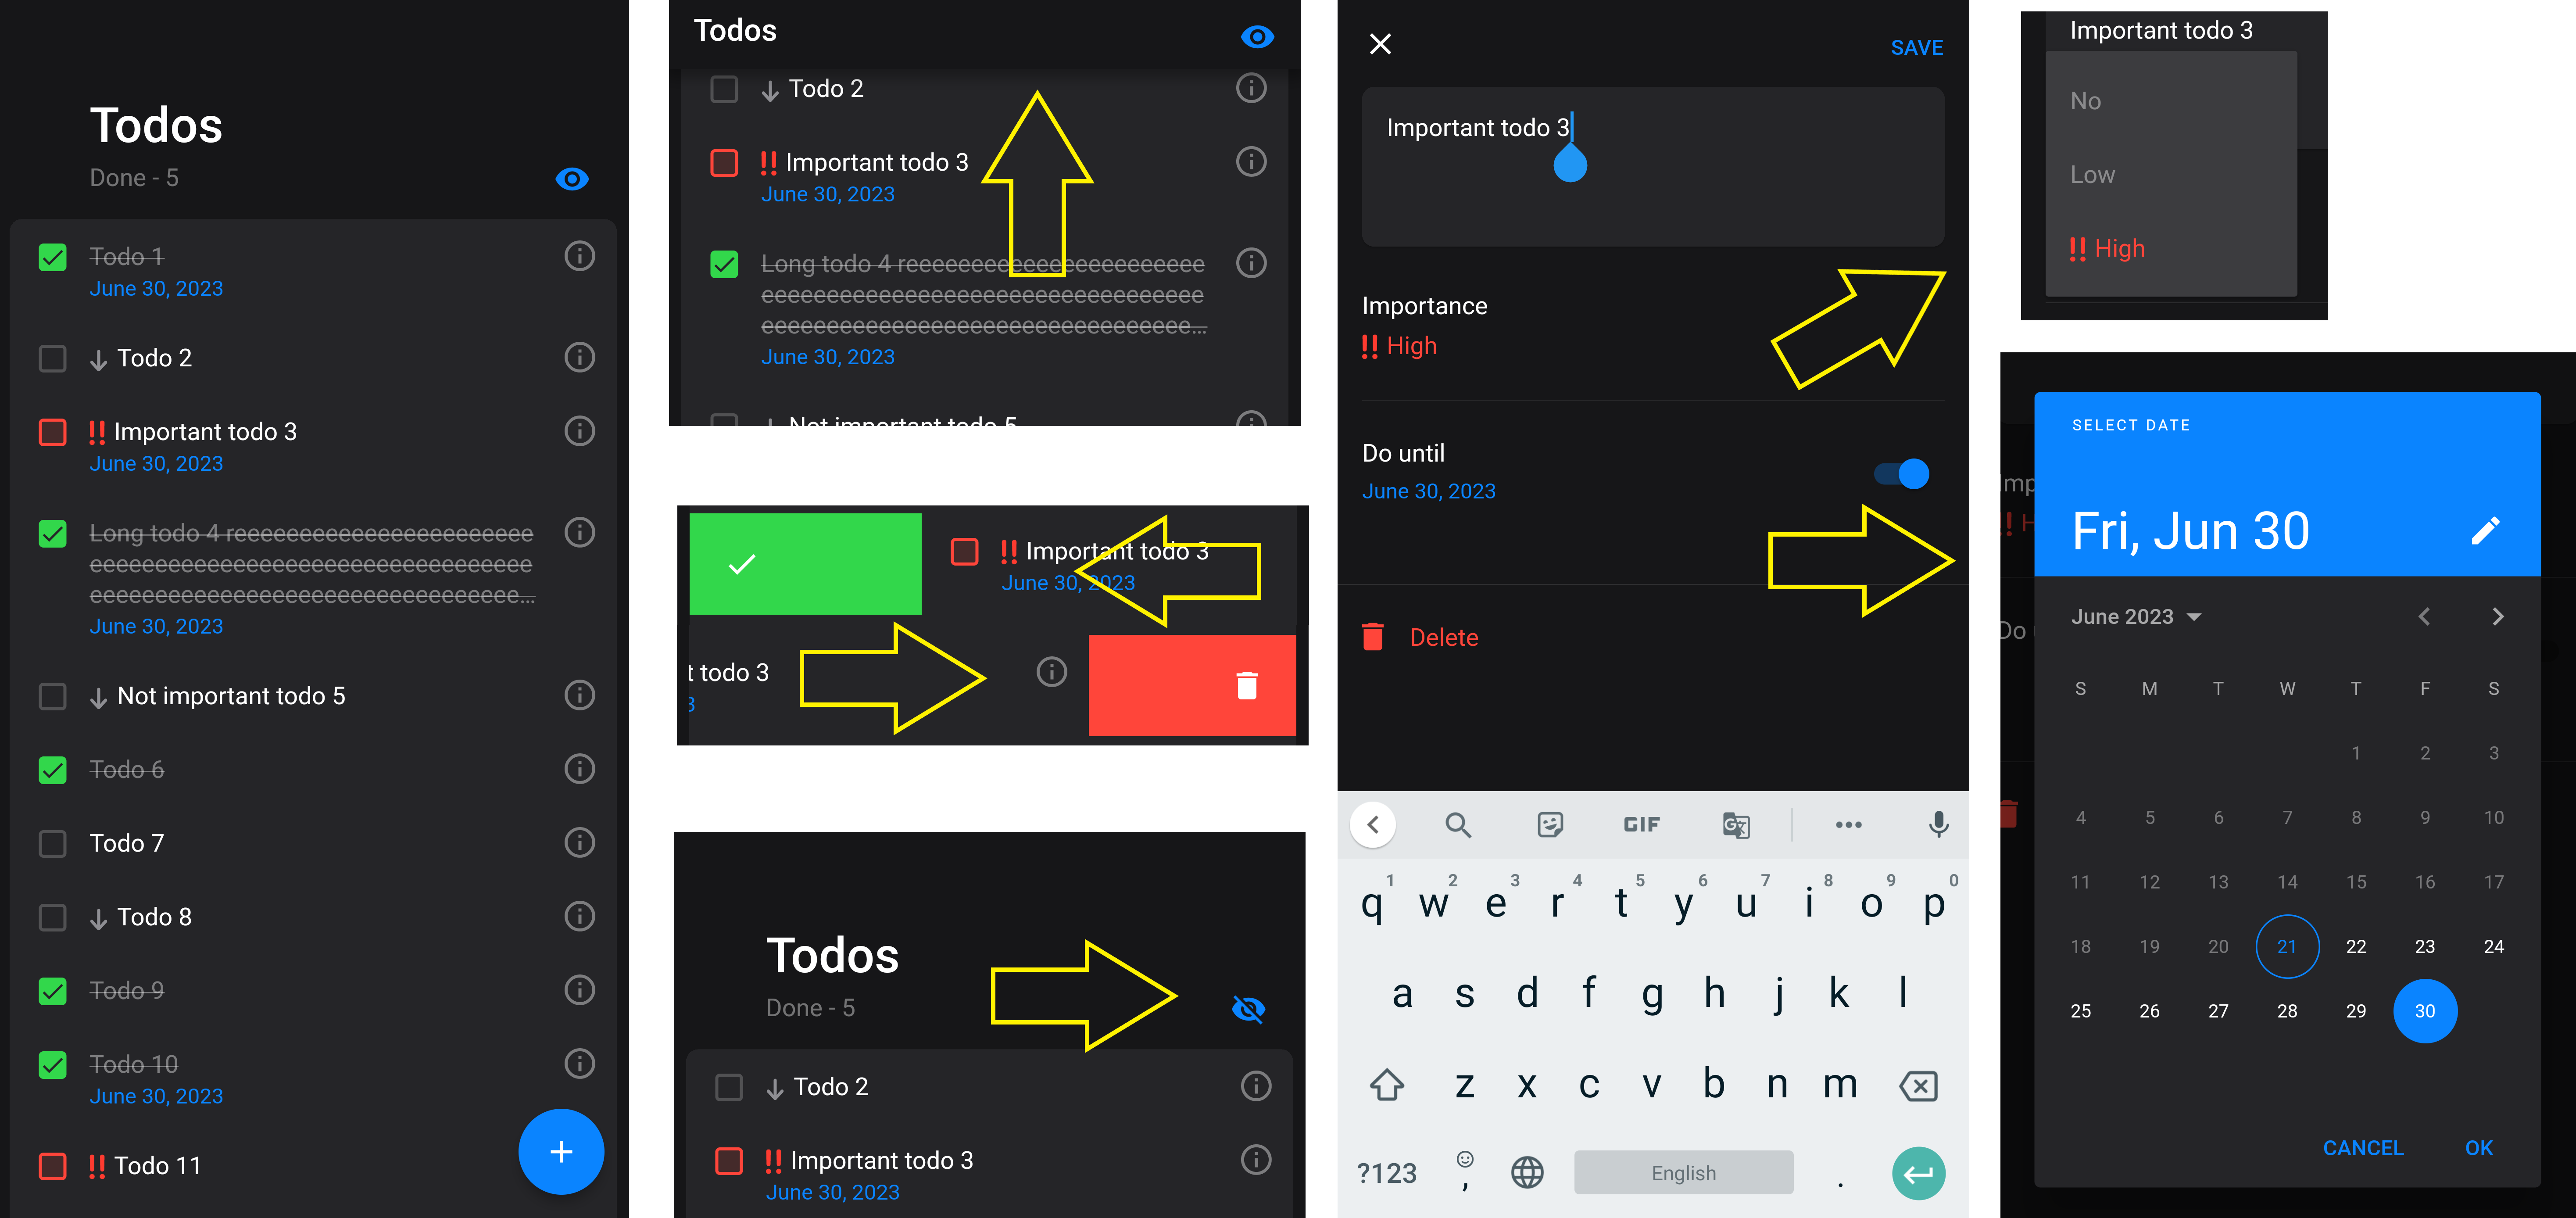 Todos
Done - 5
Todo 1
June 30, 2023
Todo 2
Important todo 3
June 30, 2023
Long todo 4 reeeeeeeeeeeeeeeeeeeeeee
eeeeeeeeeeeeeeeeeeeeeeeeeeeeeeeeee
eeeeeeeeeeeeeeeeeeeeeeeeeeeeeeeee...
June 30, 2023
Not important todo 5
Todo 6
Todo 7
Todo 8
Todo 9
Todo 10
June 30, 2023
Todo 11
Todos
Todo 2
Important todo 3
June 30, 2023
Long todo 4 reeeeeeeeeeeeeeeeeeeeeee
eeeeeeeeeeeeeeeeeeeeeeeeeeeeeeeeee
eeeeeeeeeeeeeeeeeeeeeeeeeeeeeeeee...
June 30, 2023
Not important todo 5
Important todo 3
June 30, 2023
t todo 3
3
Todos
Done - 5
Todo 2
Important todo 3
June 30, 2023
SAVE
Important todo 3
Importance
!! High
Do until
June 30, 2023
Delete
GIF
1 2 3 4 5 6 7 8 9 0
q w e r t y u i o p
a s d f g h j k l
z x c v b n m
?123 , English .
Important todo 3
No
Low
!! High
SELECT DATE
Fri, Jun 30
Imp
!! H
June 2023
Do
S M T W T F S
1 2 3
4 5 6 7 8 9 10
11 12 13 14 15 16 17
18 19 20 21 22 23 24
25 26 27 28 29 30
CANCEL OK